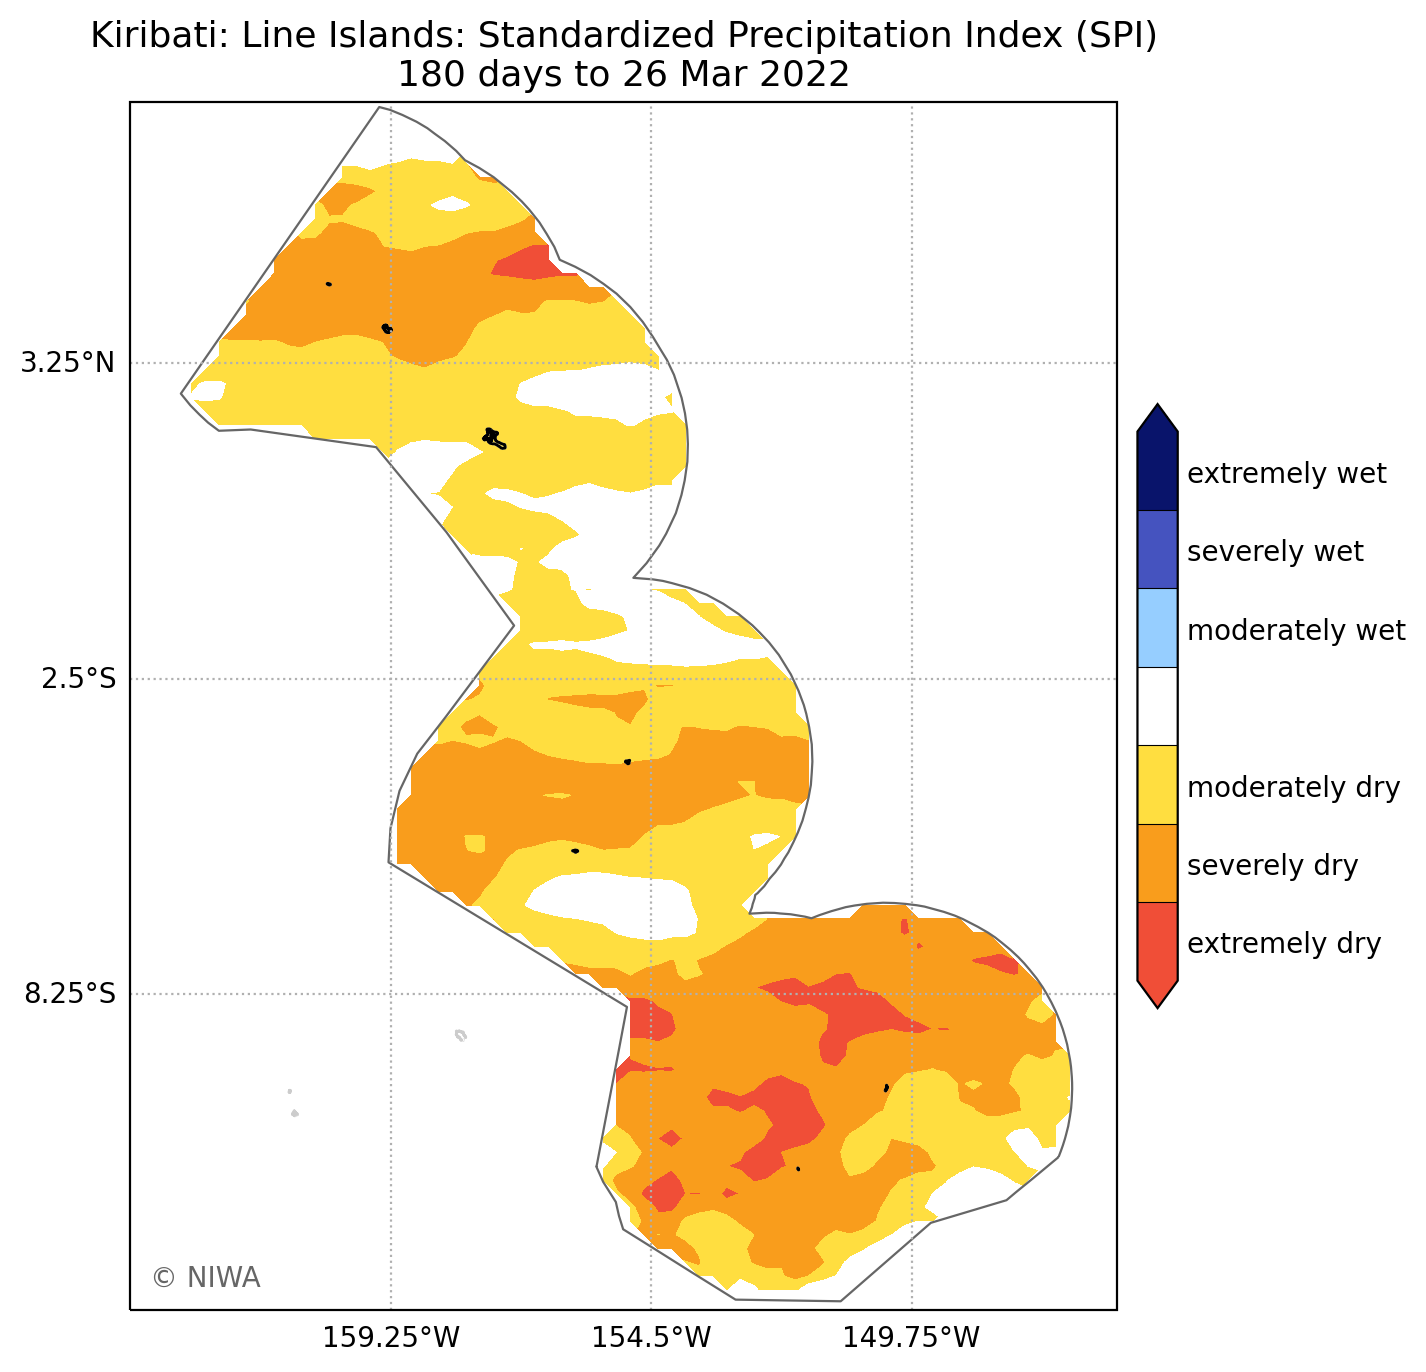 Kiribati: Line Islands: Standardized Precipitation Index (SPI)
180 days to 26 Mar 2022
3.25°N
2.5°S
8.25°S
extremely wet
severely wet
moderately wet
moderately dry
severely dry
extremely dry
© NIWA
159.25°W
154.5°W
149.75°W